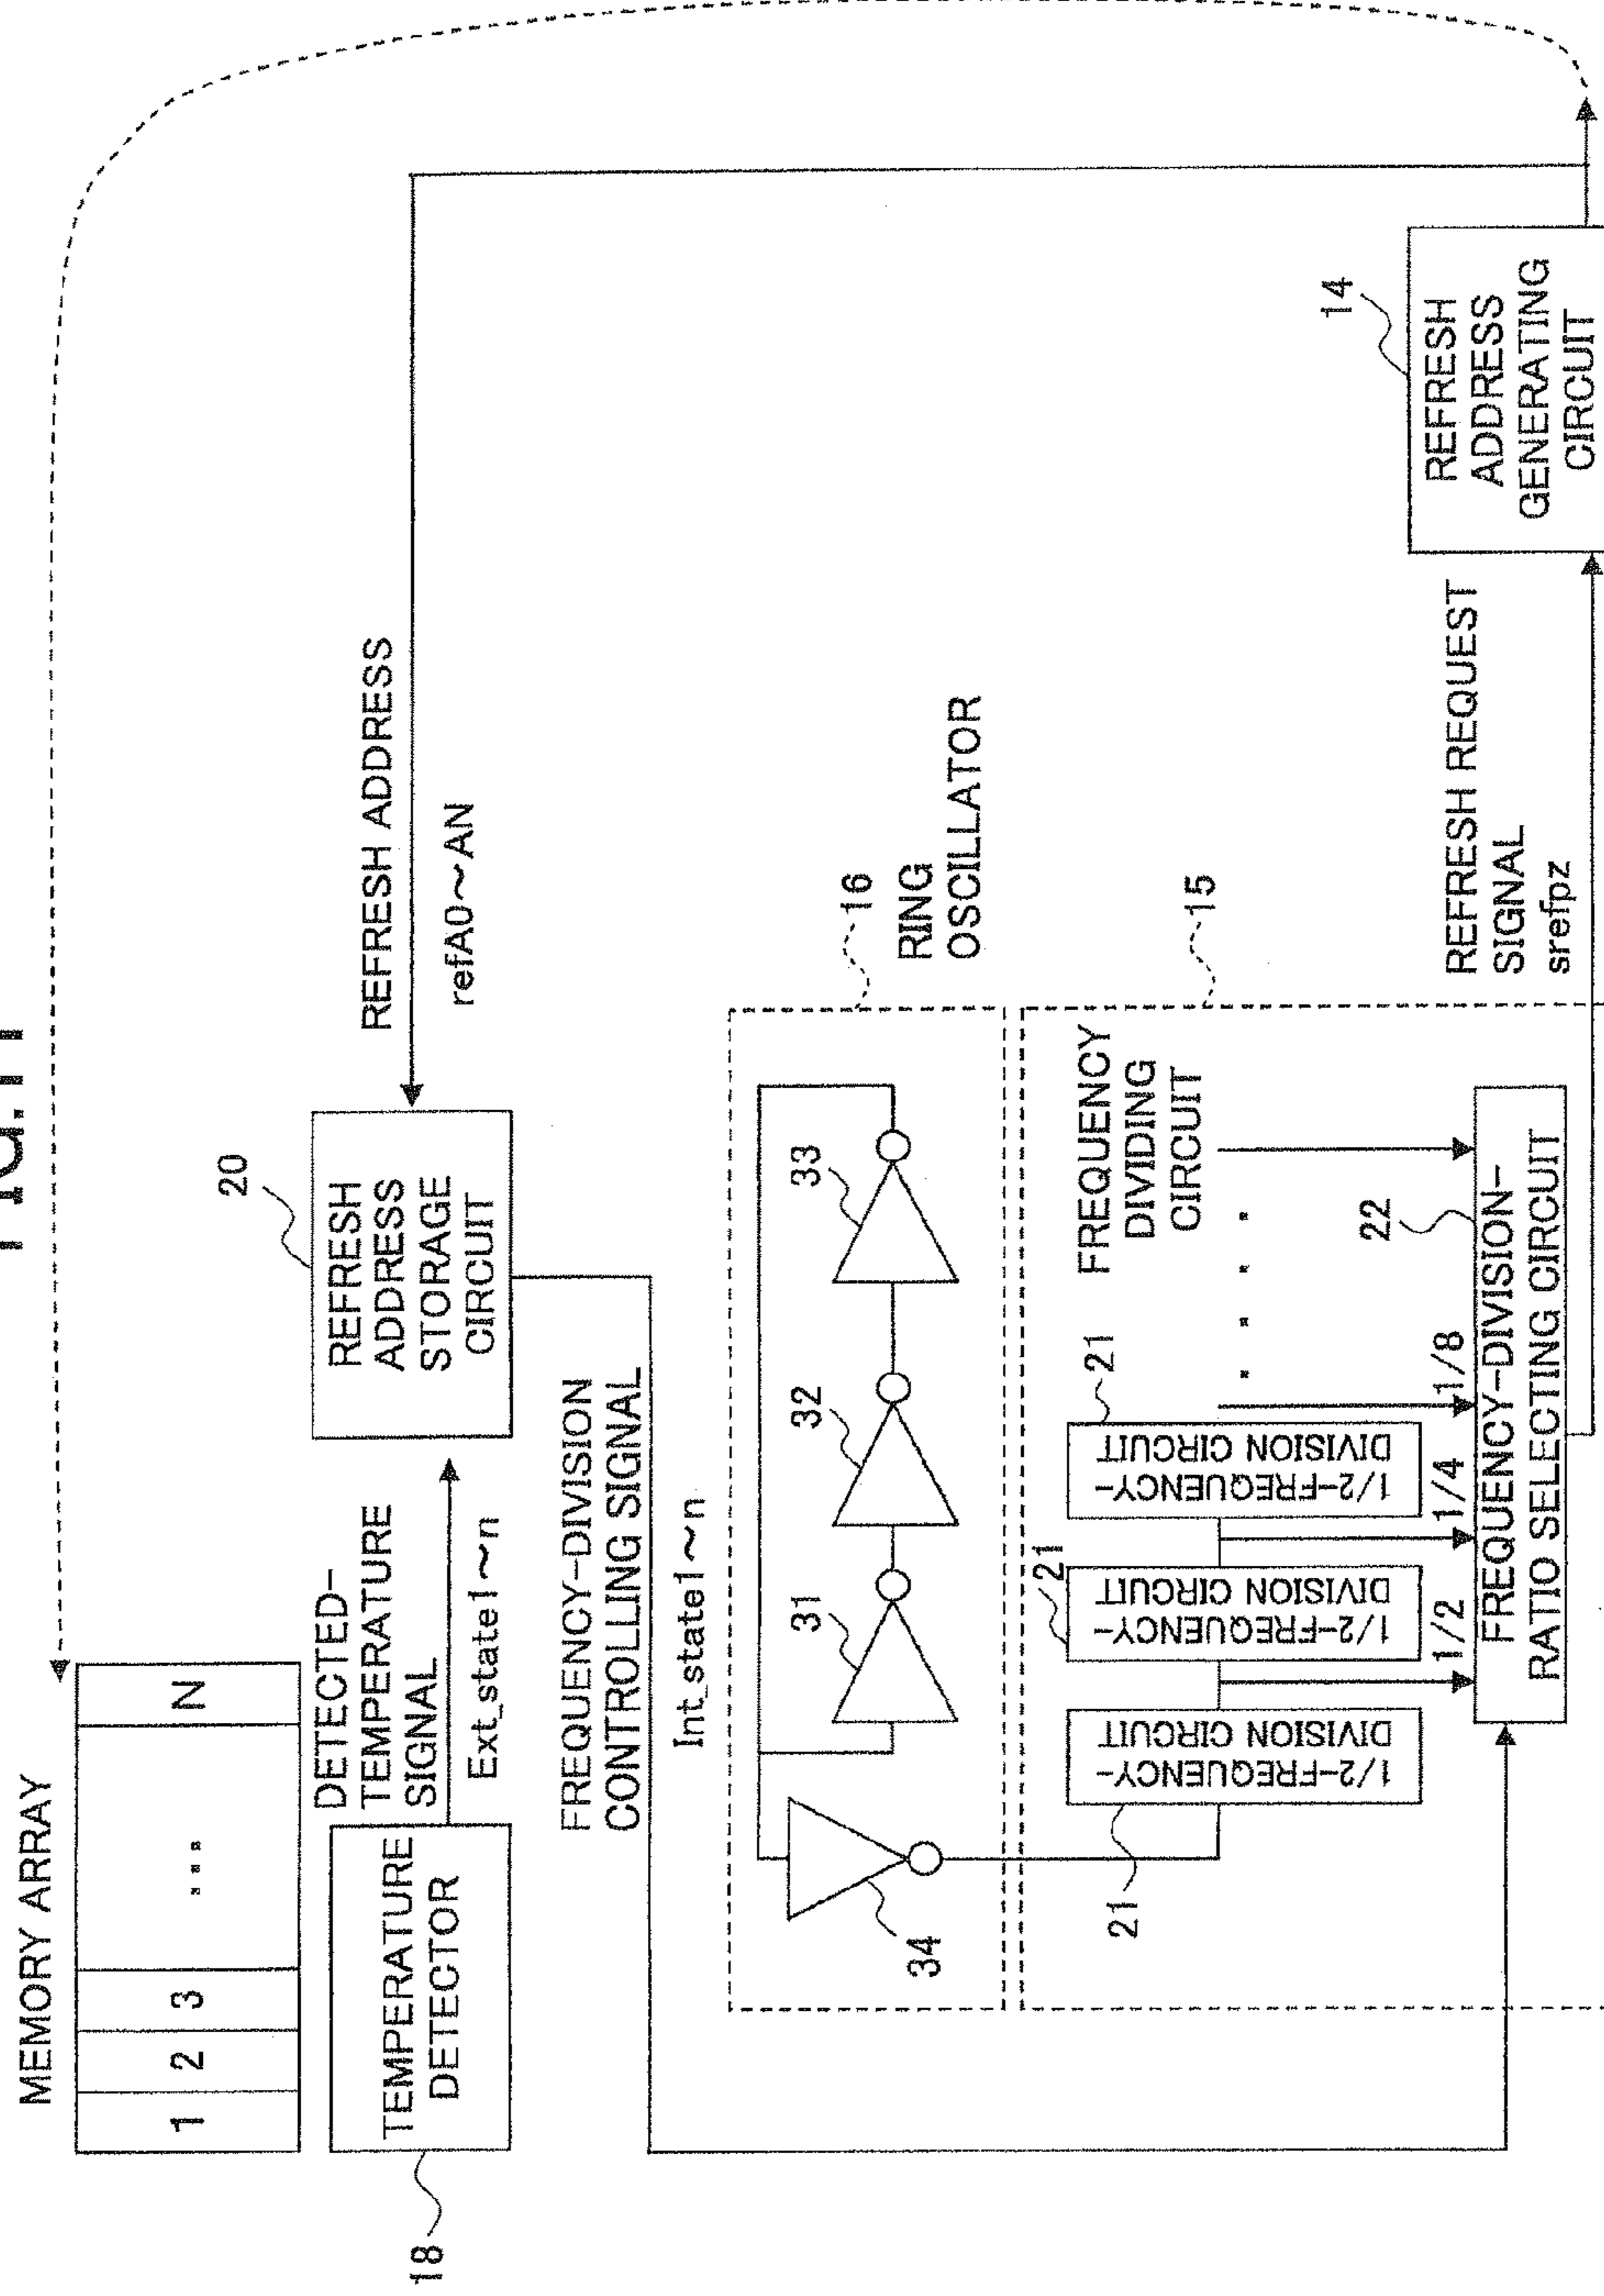 MEMORY ARRAY
1
2
3
...
N
18
TEMPERATURE
DETECTOR
DETECTED-
TEMPERATURE
SIGNAL
Ext_state1~n
20
REFRESH
ADDRESS
STORAGE
CIRCUIT
REFRESH ADDRESS
refA0~AN
FREQUENCY-DIVISION
CONTROLLING SIGNAL
Int_state1~n
34
31
32
33
16
RING
OSCILLATOR
21
1/2-FREQUENCY-
DIVISION CIRCUIT
21
1/2-FREQUENCY-
DIVISION CIRCUIT
21
1/2-FREQUENCY-
DIVISION CIRCUIT
FREQUENCY
DIVIDING
CIRCUIT
15
1/2
1/4
1/8
22
FREQUENCY-DIVISION-
RATIO SELECTING CIRCUIT
REFRESH REQUEST
SIGNAL
srefpz
14
REFRESH
ADDRESS
GENERATING
CIRCUIT